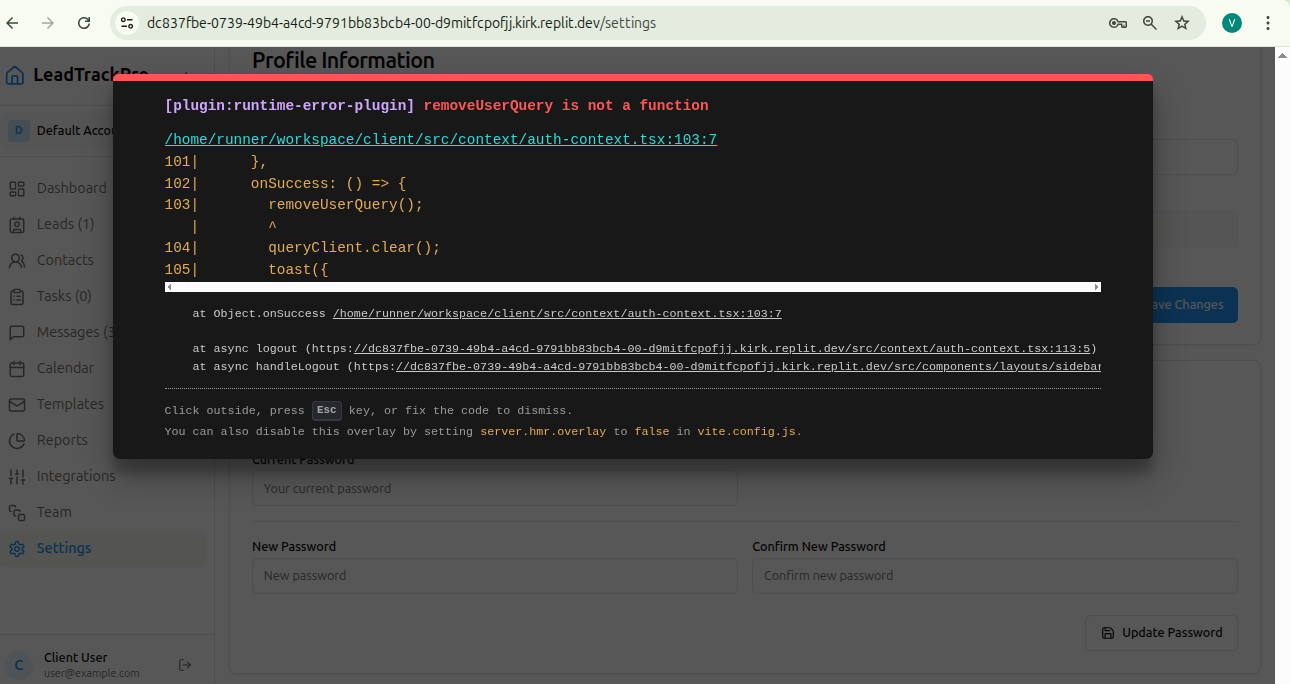 dc837fbe-0739-49b4-a4cd-9791bb83bcb4-00-d9mitfcpofjj.kirk.replit.dev/settings
V
Profile Information
LeadTrackPro
[plugin:runtime-error-plugin] removeUserQuery is not a function
D Default Accou
/home/runner/workspace/client/src/context/auth-context.tsx:103:7
101| },
102| onSuccess: () => {
103| removeUserQuery();
| ^
104| queryClient.clear();
105| toast({
at Object.onSuccess /home/runner/workspace/client/src/context/auth-context.tsx:103:7
at async logout (https://dc837fbe-0739-49b4-a4cd-9791bb83bcb4-00-d9mitfcpofjj.kirk.replit.dev/src/context/auth-context.tsx:113:5)
at async handleLogout (https://dc837fbe-0739-49b4-a4cd-9791bb83bcb4-00-d9mitfcpofjj.kirk.replit.dev/src/components/layouts/sidebar
Click outside, press Esc key, or fix the code to dismiss.
You can also disable this overlay by setting server.hmr.overlay to false in vite.config.js.
Dashboard
Leads (1)
Contacts
Tasks (0)
Messages (3
Calendar
Templates
Reports
Integrations
Team
Settings
C Client User
user@example.com
ave Changes
Current Password
Your current password
New Password
New password
Confirm New Password
Confirm new password
Update Password